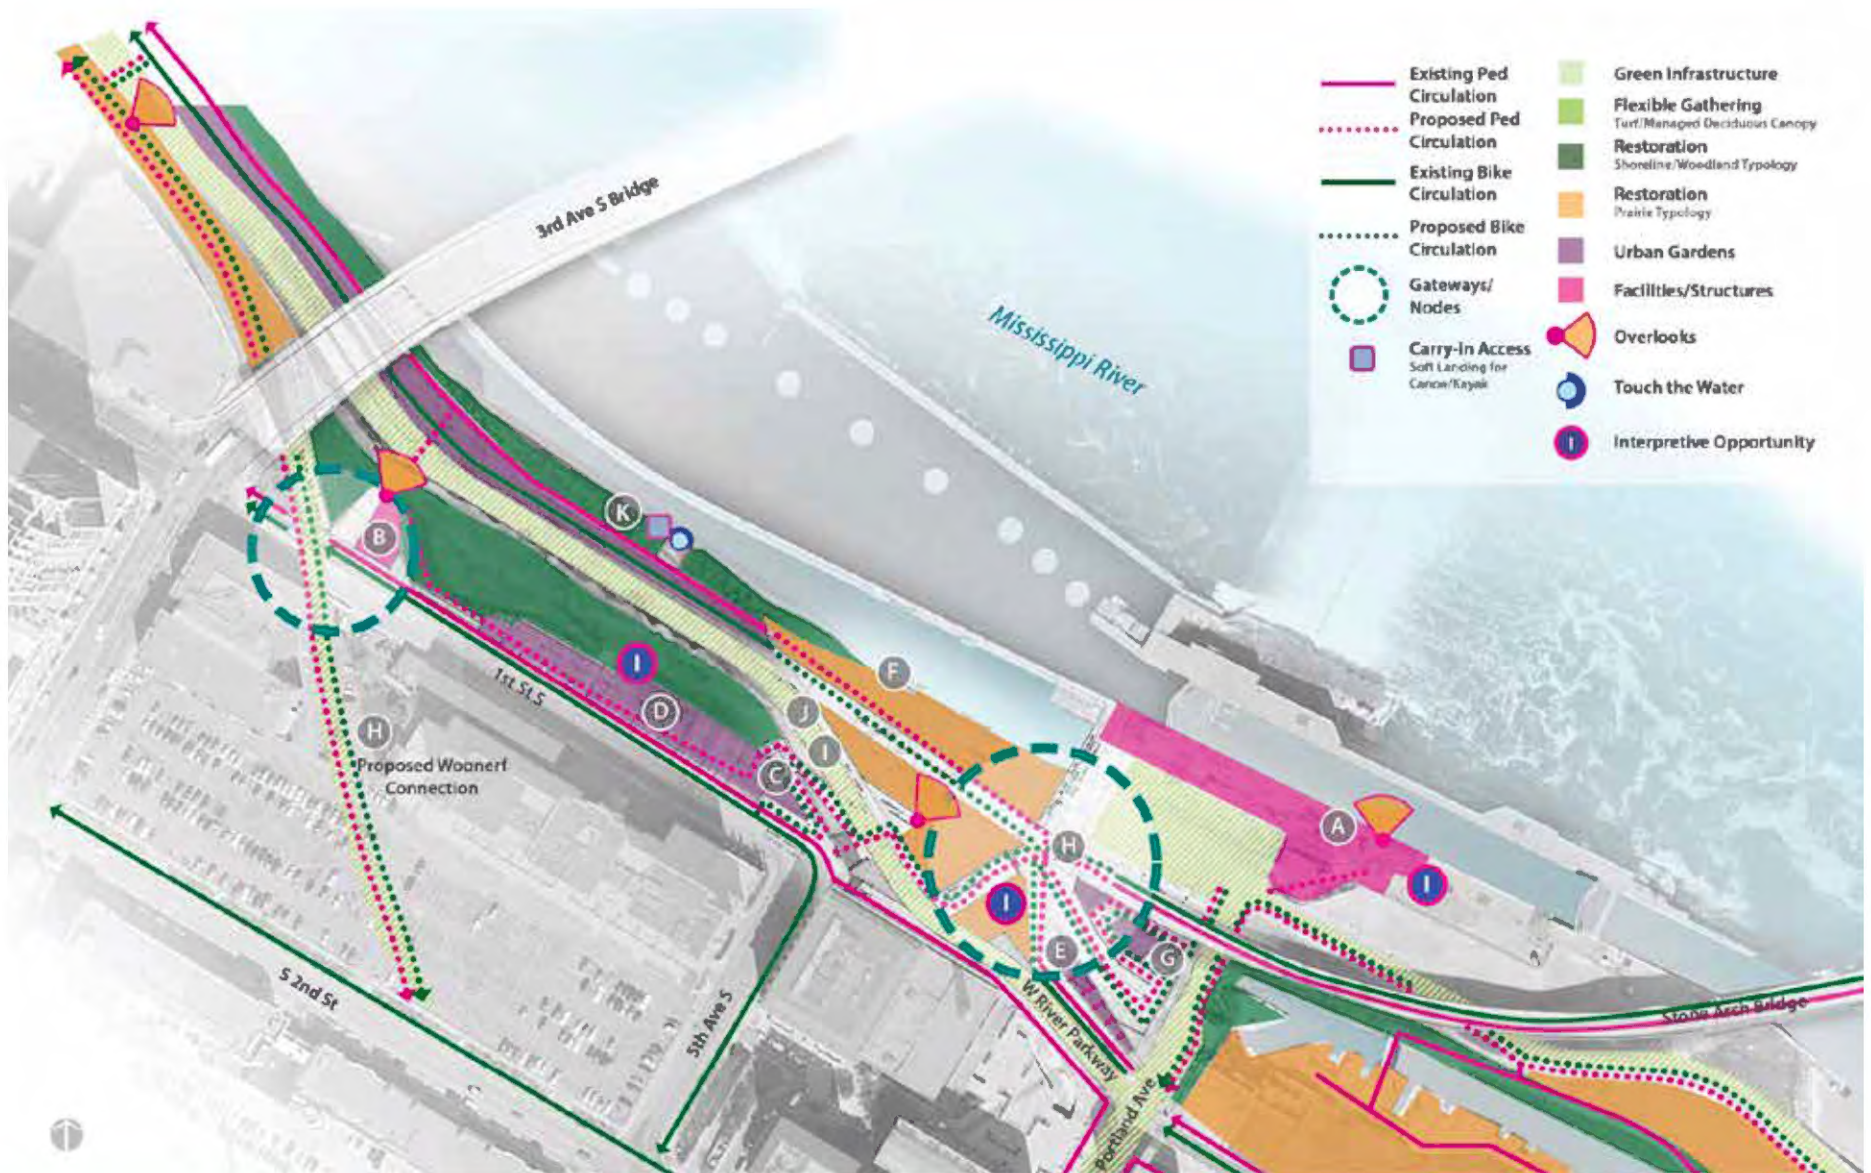 Existing Ped
Circulation
Proposed Ped
Circulation
Existing Bike
Circulation
Proposed Bike
Circulation
Gateways/
Nodes
Carry-In Access
Soft Landing for
Canoe/Kayak
Green Infrastructure
Flexible Gathering
Turf/Managed Deciduous Canopy
Restoration
Shoreline/Woodland Typology
Restoration
Prairie Typology
Urban Gardens
Facilities/Structures
Overlooks
Touch the Water
I
Interpretive Opportunity
3rd Ave S Bridge
Mississippi River
K
B
I
1st St S
D
F
J
I
H
Proposed Woonerf
Connection
C
A
H
I
I
E
G
S 2nd St
5th Ave S
W River Parkway
Portland Ave
Stone Arch Bridge